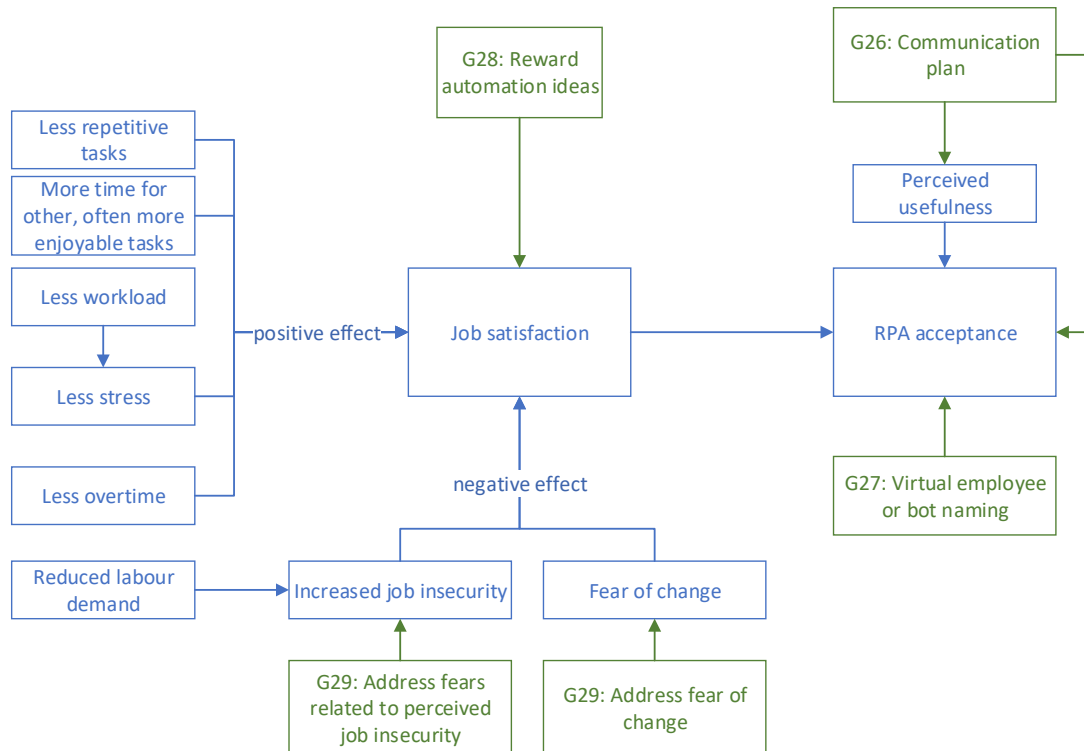 G28: Reward
automation ideas
G26: Communication
plan
Less repetitive
tasks
More time for
other, often more
enjoyable tasks
Perceived
usefulness
Less workload
positive effect
Job satisfaction
RPA acceptance
Less stress
Less overtime
negative effect
G27: Virtual employee
or bot naming
Reduced labour
demand
Increased job insecurity
Fear of change
G29: Address fears
related to perceived
job insecurity
G29: Address fear of
change